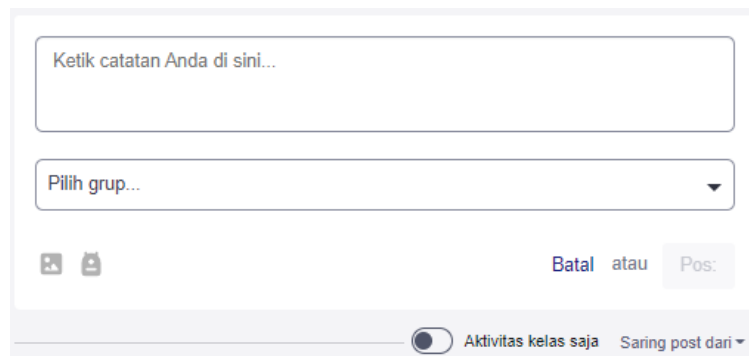 Ketik catatan Anda di sini...
Pilih grup...
Batal atau Pos:
Aktivitas kelas saja Saring post dari